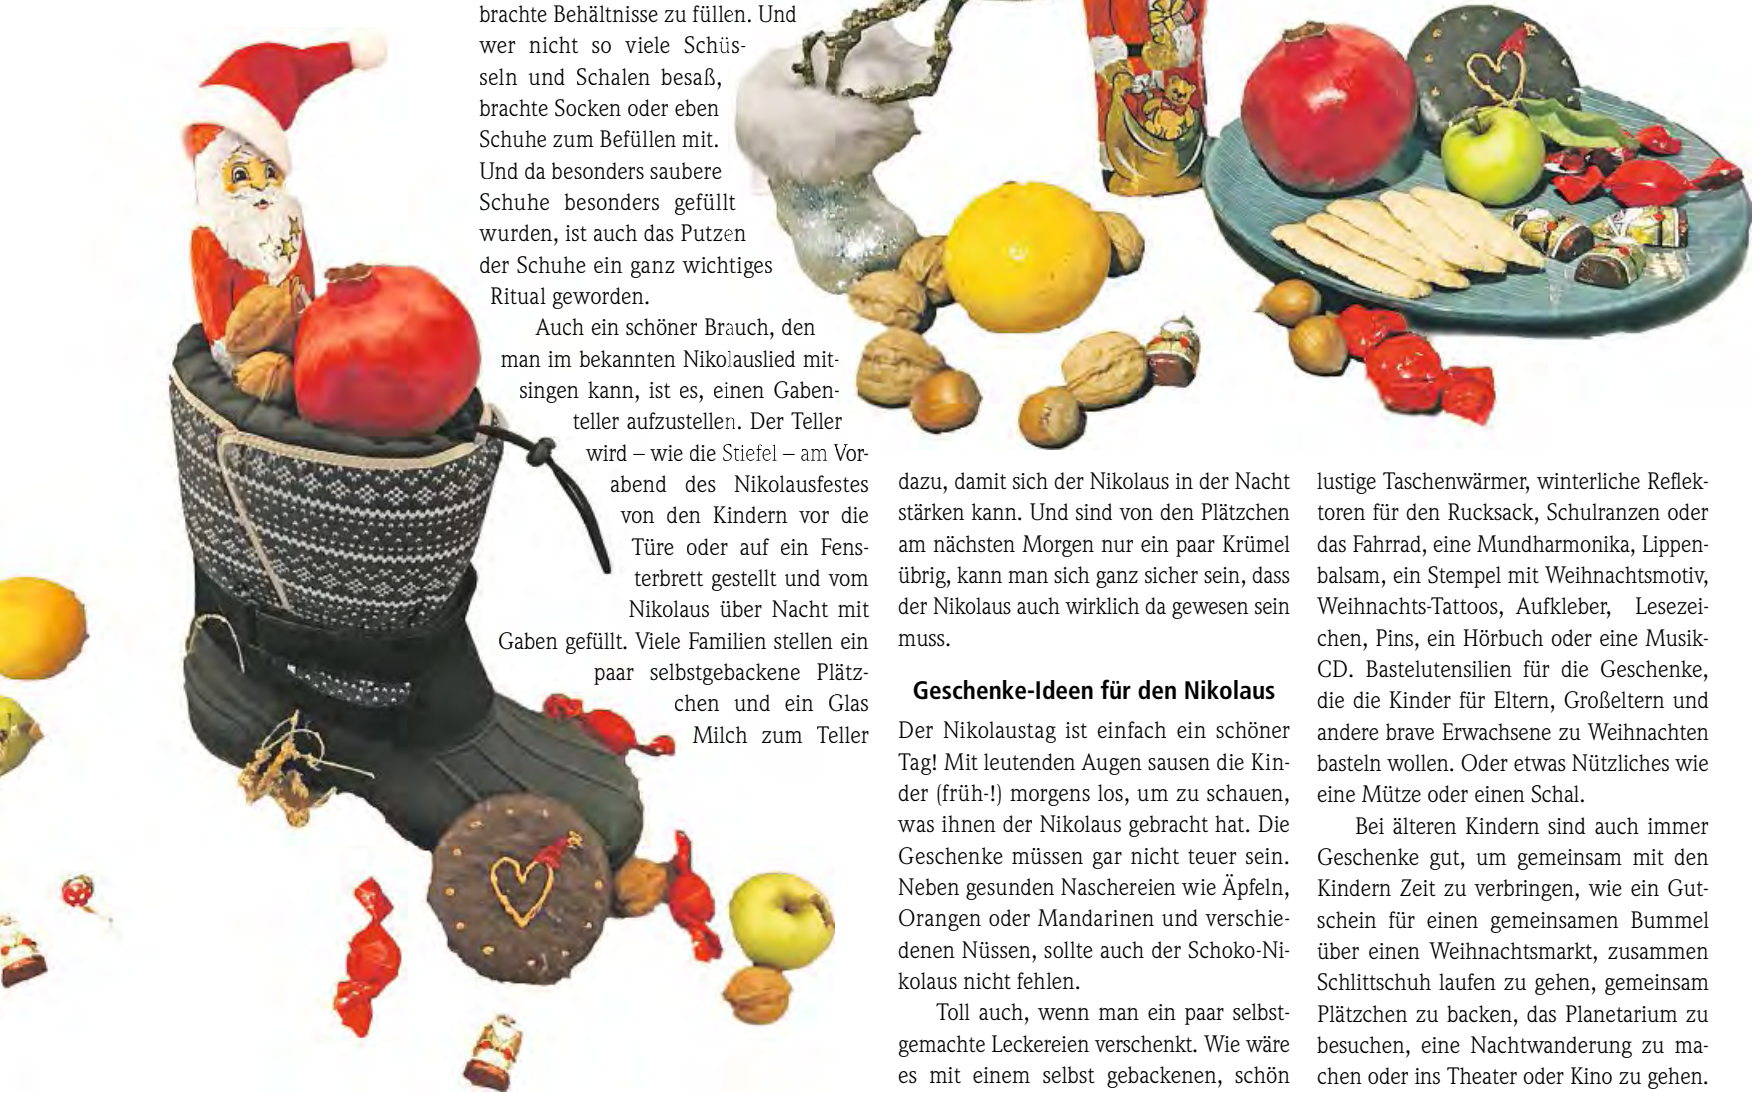 brachte Behältnisse zu füllen. Und
wer nicht so viele Schüs-
seln und Schalen besaß,
brachte Socken oder eben
Schuhe zum Befüllen mit.
Und da besonders saubere
Schuhe besonders gefüllt
wurden, ist auch das Putzen
der Schuhe ein ganz wichtiges
Ritual geworden.
Auch ein schöner Brauch, den
man im bekannten Nikolauslied mit-
singen kann, ist es, einen Gaben-
teller aufzustellen. Der Teller
wird – wie die Stiefel – am Vor-
abend des Nikolausfestes
von den Kindern vor die
Türe oder auf ein Fens-
terbrett gestellt und vom
Nikolaus über Nacht mit
Gaben gefüllt. Viele Familien stellen ein
paar selbstgebackene Plätz-
chen und ein Glas
Milch zum Teller
dazu, damit sich der Nikolaus in der Nacht
stärken kann. Und sind von den Plätzchen
am nächsten Morgen nur ein paar Krümel
übrig, kann man sich ganz sicher sein, dass
der Nikolaus auch wirklich da gewesen sein
muss.
Geschenke-Ideen für den Nikolaus
Der Nikolaustag ist einfach ein schöner
Tag! Mit leutenden Augen sausen die Kin-
der (früh-!) morgens los, um zu schauen,
was ihnen der Nikolaus gebracht hat. Die
Geschenke müssen gar nicht teuer sein.
Neben gesunden Naschereien wie Äpfeln,
Orangen oder Mandarinen und verschie-
denen Nüssen, sollte auch der Schoko-Ni-
kolaus nicht fehlen.
Toll auch, wenn man ein paar selbst-
gemachte Leckereien verschenkt. Wie wäre
es mit einem selbst gebackenen, schön
lustige Taschenwärmer, winterliche Reflek-
toren für den Rucksack, Schulranzen oder
das Fahrrad, eine Mundharmonika, Lippen-
balsam, ein Stempel mit Weihnachtsmotiv,
Weihnachts-Tattoos, Aufkleber, Lesezei-
chen, Pins, ein Hörbuch oder eine Musik-
CD. Bastelutensilien für die Geschenke,
die die Kinder für Eltern, Großeltern und
andere brave Erwachsene zu Weihnachten
basteln wollen. Oder etwas Nützliches wie
eine Mütze oder einen Schal.
Bei älteren Kindern sind auch immer
Geschenke gut, um gemeinsam mit den
Kindern Zeit zu verbringen, wie ein Gut-
schein für einen gemeinsamen Bummel
über einen Weihnachtsmarkt, zusammen
Schlittschuh laufen zu gehen, gemeinsam
Plätzchen zu backen, das Planetarium zu
besuchen, eine Nachtwanderung zu ma-
chen oder ins Theater oder Kino zu gehen.